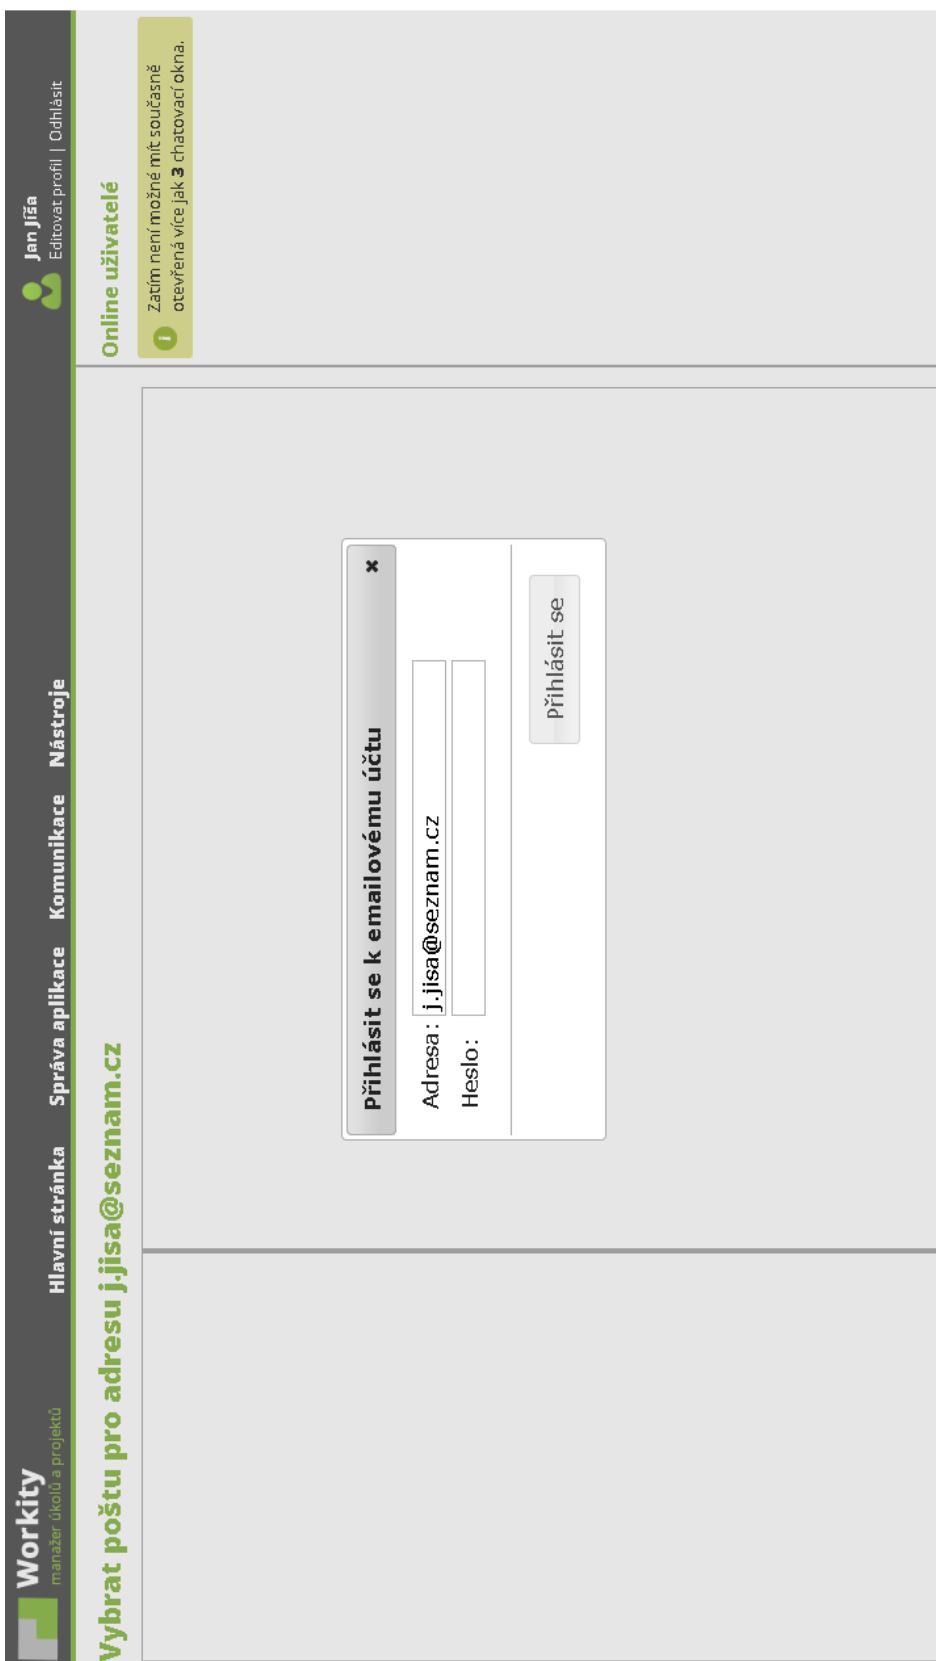 Workity
manažer úkolů a projektů
Hlavní stránka Správa aplikace Komunikace Nástroje
Jan Jíša
Editovat profil | Odhlásit
Vybrat poštu pro adresu j.jisa@seznam.cz
Online uživatelé
Zatím není možné mít současně
otevřená více jak 3 chatovací okna.
Přihlásit se k emailovému účtu
Adresa: j.jisa@seznam.cz
Heslo:
Přihlásit se